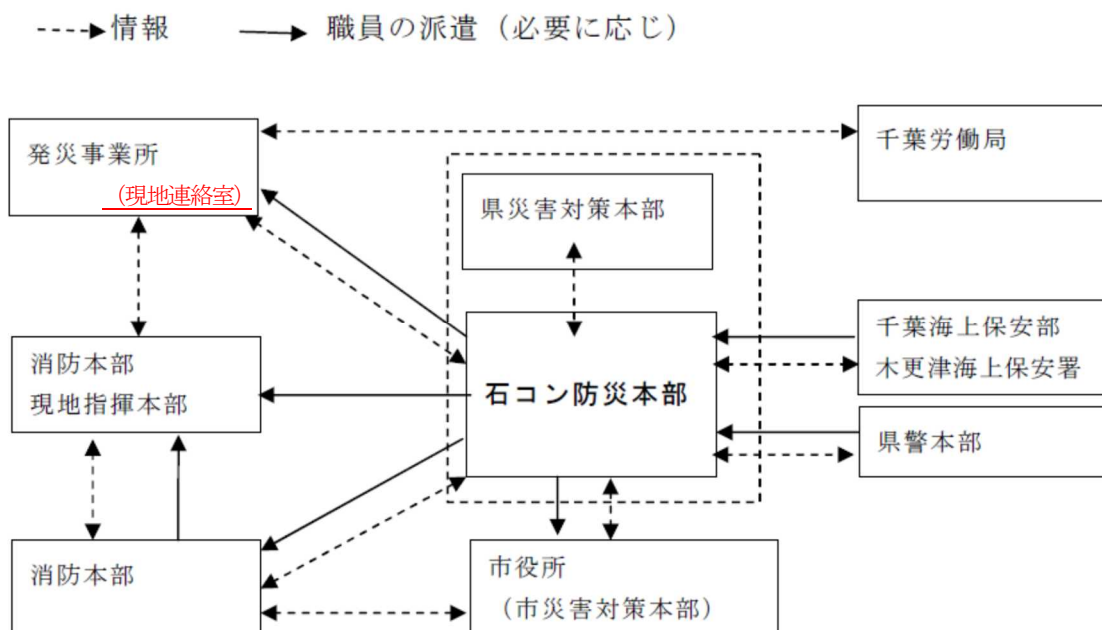 情報 職員の派遣（必要に応じ）
発災事業所
（現地連絡室）
千葉労働局
県災害対策本部
千葉海上保安部
木更津海上保安署
消防本部
現地指揮本部
石コン防災本部
県警本部
消防本部
市役所
（市災害対策本部）